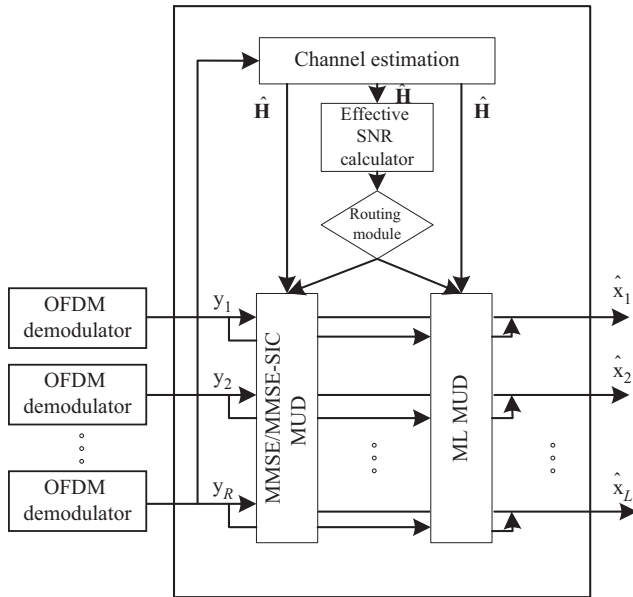 Channel estimation
Ĥ
Ĥ
Ĥ
Effective
SNR
calculator
Routing
module
OFDM
demodulator
y1
x̂1
OFDM
demodulator
y2
x̂2
OFDM
demodulator
yR
x̂L
MMSE/MMSE-SIC
MUD
ML MUD